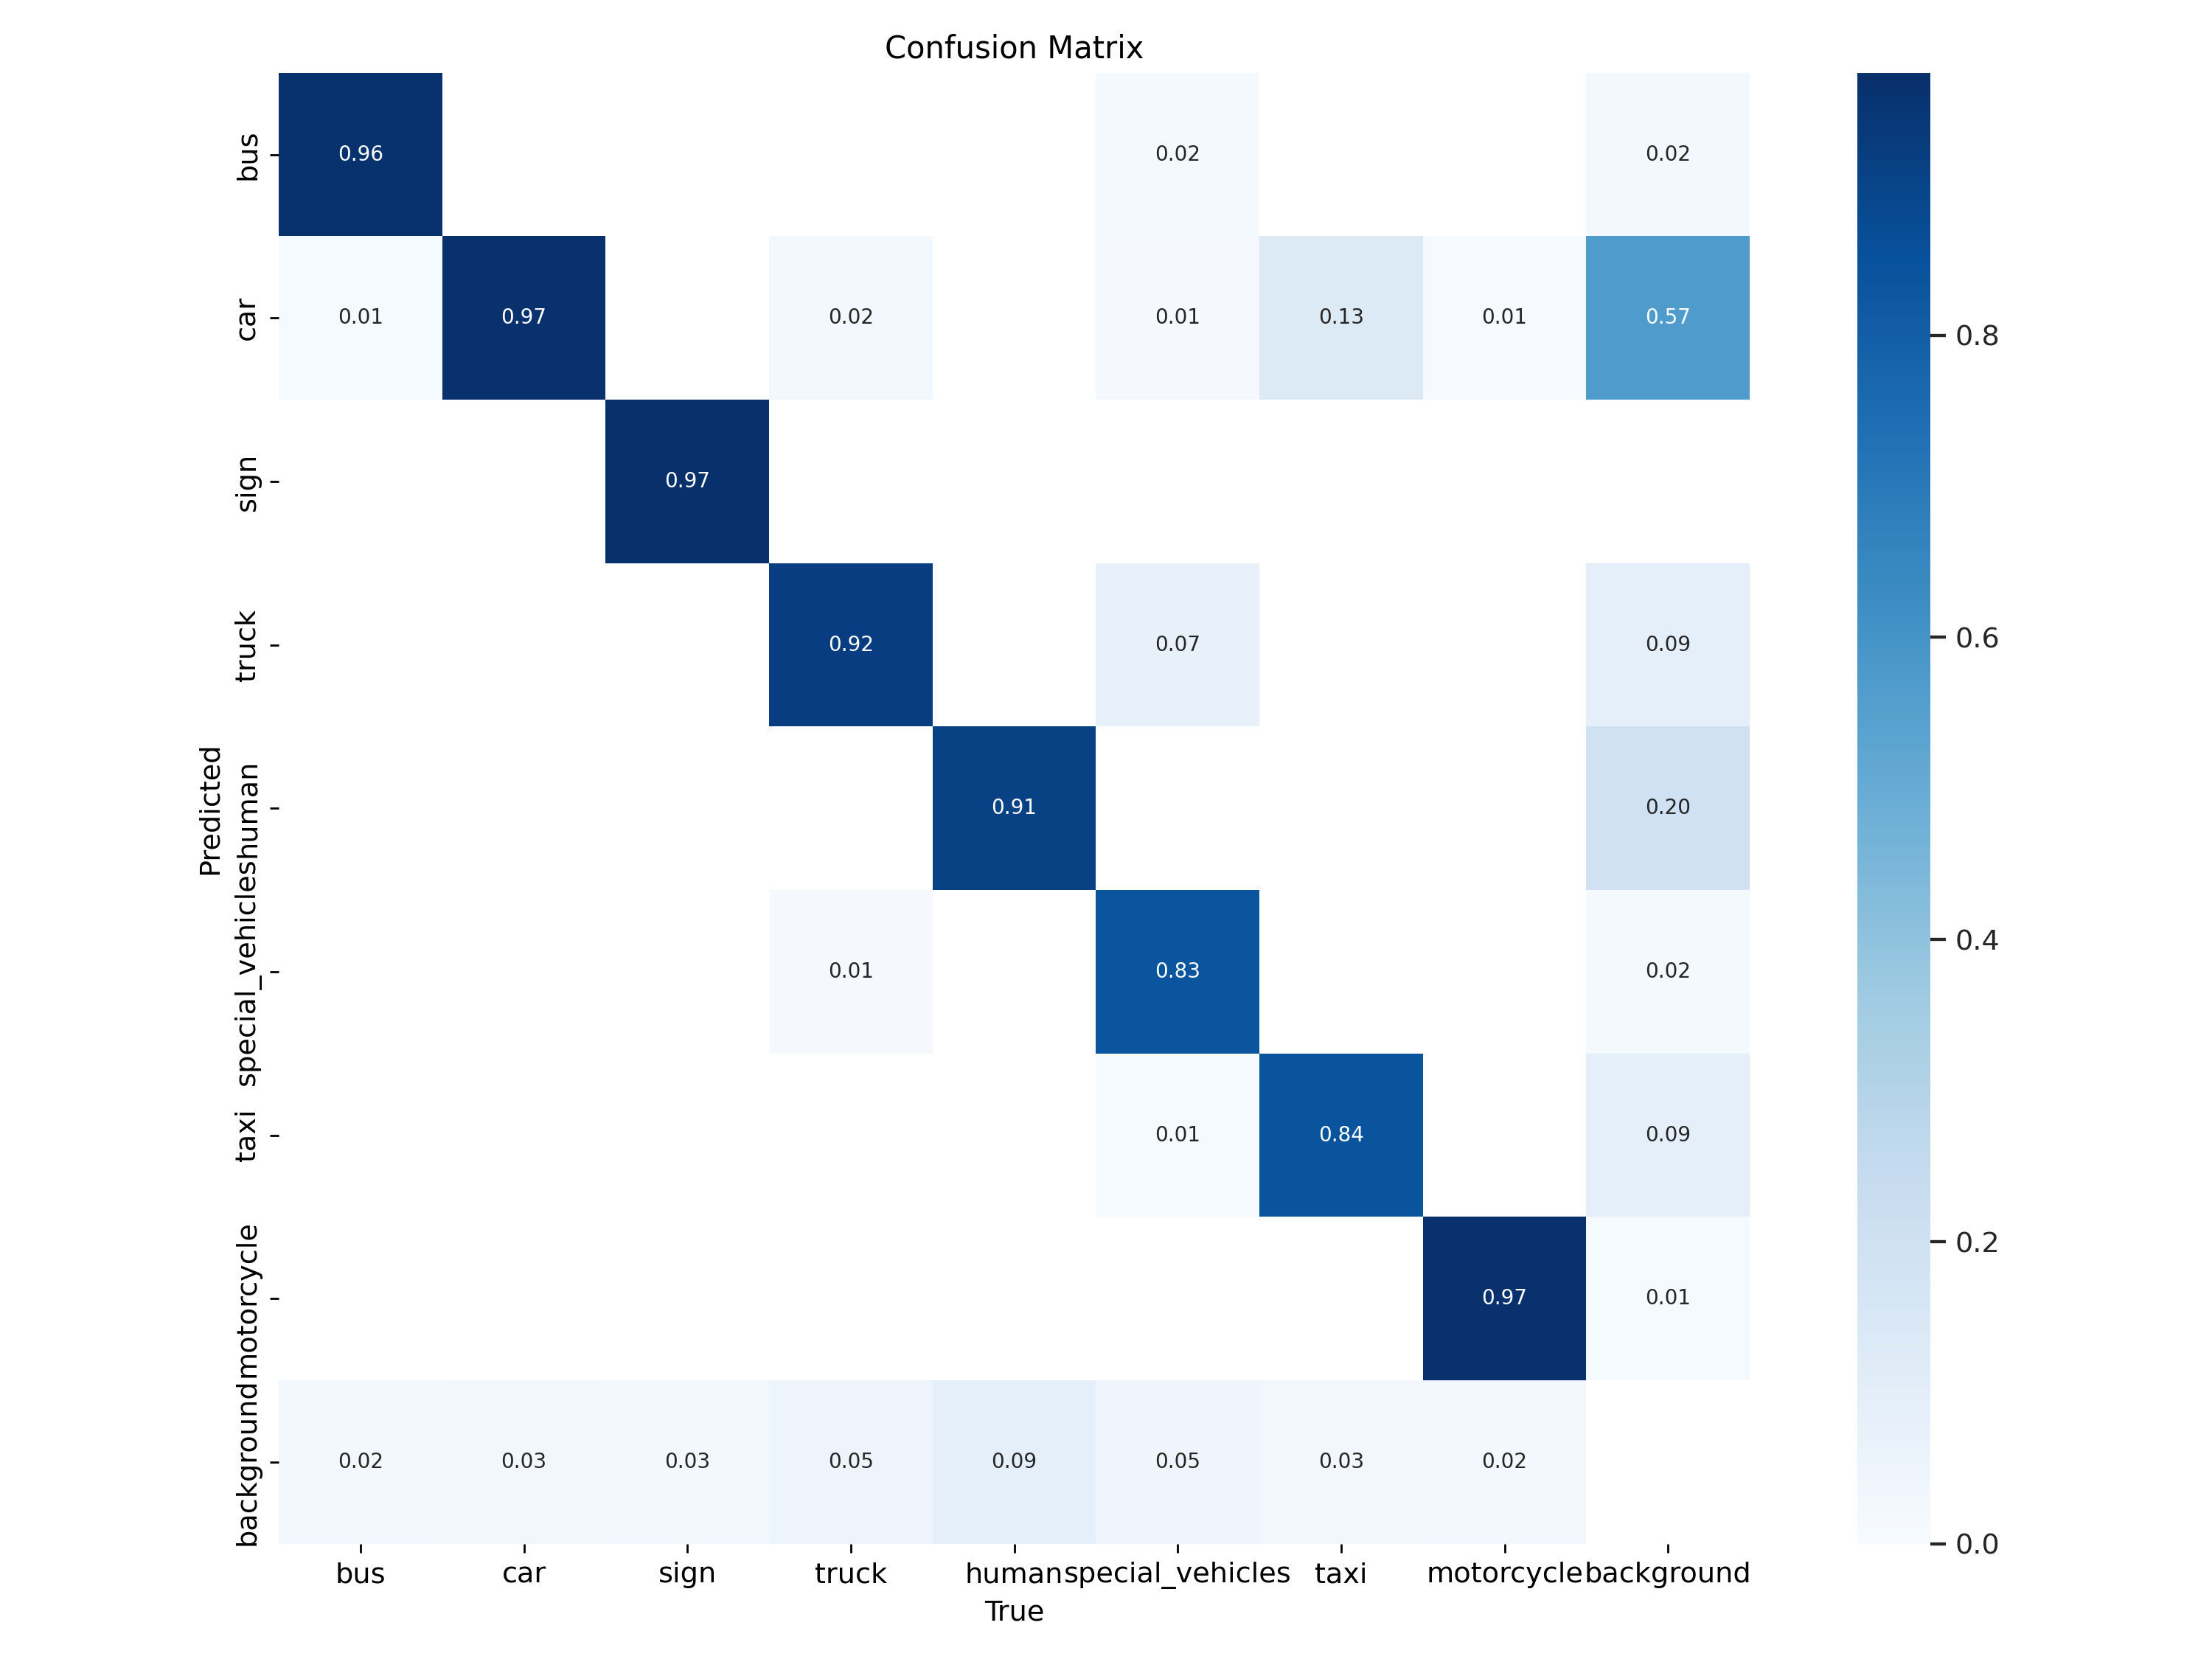 Confusion Matrix
bus
0.96
0.02
0.02
car
0.01
0.97
0.02
0.01
0.13
0.01
0.57
0.8
sign
0.97
truck
0.92
0.07
0.09
0.6
Predicted
human
0.91
0.20
0.4
special_vehicles
0.01
0.83
0.02
taxi
0.01
0.84
0.09
0.2
motorcycle
0.97
0.01
background
0.02
0.03
0.03
0.05
0.09
0.05
0.03
0.02
0.0
bus
car
sign
truck
human
special_vehicles
taxi
motorcycle
background
True